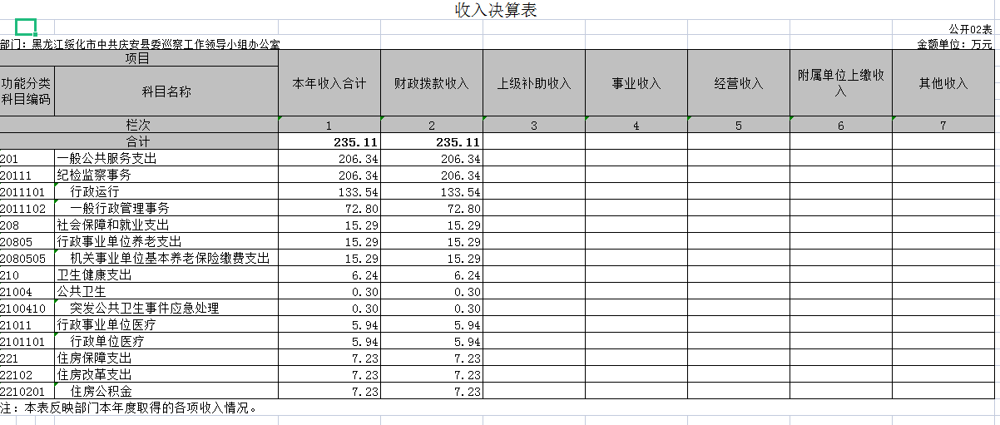 收入决算表
公开02表
部门：黑龙江绥化市中共庆安县委巡察工作领导小组办公室 金额单位：万元
项目 本年收入合计 财政拨款收入 上级补助收入 事业收入 经营收入 附属单位上缴收入 其他收入
功能分类科目编码 科目名称
栏次 1 2 3 4 5 6 7
合计 235.11 235.11
201 一般公共服务支出 206.34 206.34
20111 纪检监察事务 206.34 206.34
2011101 行政运行 133.54 133.54
2011102 一般行政管理事务 72.80 72.80
208 社会保障和就业支出 15.29 15.29
20805 行政事业单位养老支出 15.29 15.29
2080505 机关事业单位基本养老保险缴费支出 15.29 15.29
210 卫生健康支出 6.24 6.24
21004 公共卫生 0.30 0.30
2100410 突发公共卫生事件应急处理 0.30 0.30
21011 行政事业单位医疗 5.94 5.94
2101101 行政单位医疗 5.94 5.94
221 住房保障支出 7.23 7.23
22102 住房改革支出 7.23 7.23
2210201 住房公积金 7.23 7.23
注：本表反映部门本年度取得的各项收入情况。